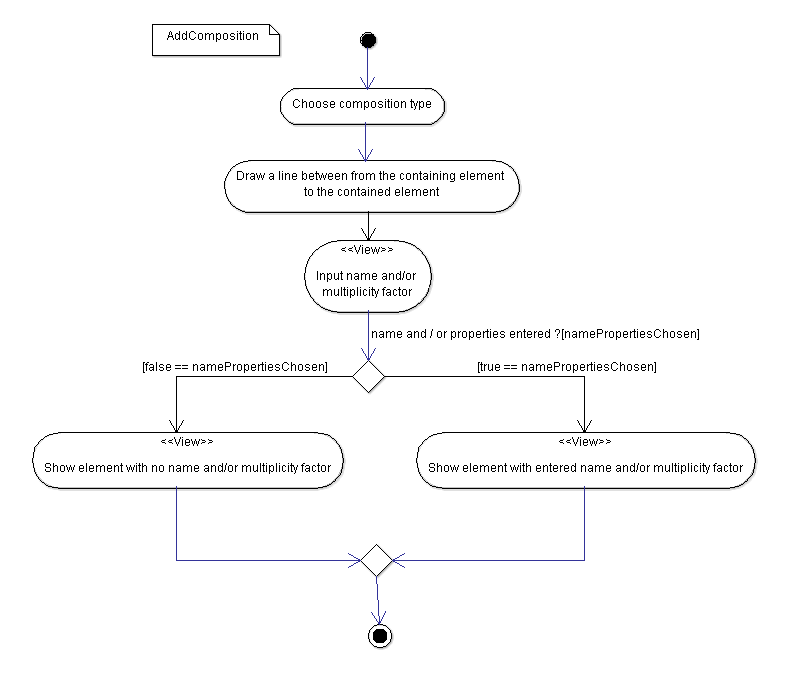 AddComposition
Choose composition type
Draw a line between from the containing element
to the contained element
<<View>>
Input name and/or
multiplicity factor
name and / or properties entered ?[namePropertiesChosen]
[false == namePropertiesChosen]
[true == namePropertiesChosen]
<<View>>
Show element with no name and/or multiplicity factor
<<View>>
Show element with entered name and/or multiplicity factor